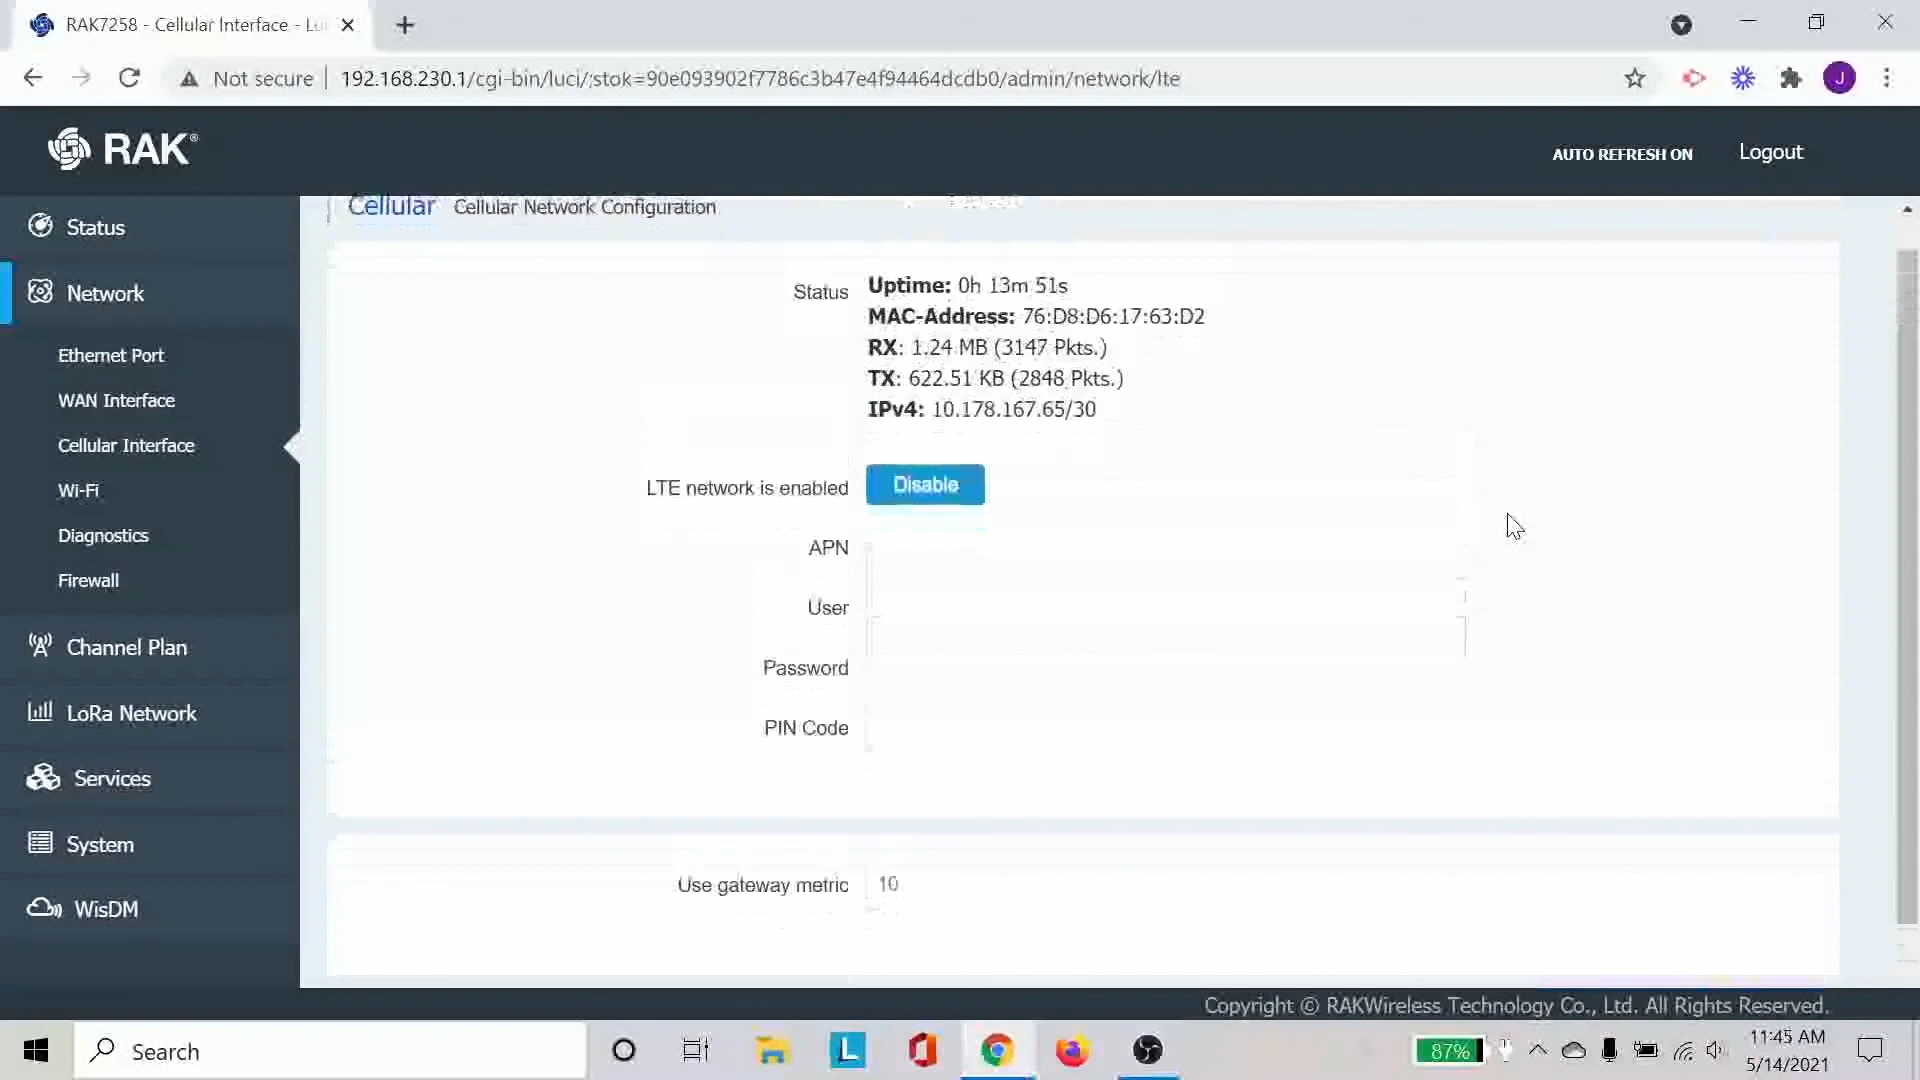 RAK7258 - Cellular Interface - Lu
Not secure
192.168.230.1/cgi-bin/luci/;stok=90e093902f7786c3b47e4f94464dcdb0/admin/network/lte
J
RAK®
AUTO REFRESH ON
Logout
Status
Network
Ethernet Port
WAN Interface
Cellular Interface
Wi-Fi
Diagnostics
Firewall
Channel Plan
LoRa Network
Services
System
WisDM
Cellular Cellular Network Configuration
Status
Uptime: 0h 13m 51s
MAC-Address: 76:D8:D6:17:63:D2
RX: 1.24 MB (3147 Pkts.)
TX: 622.51 KB (2848 Pkts.)
IPv4: 10.178.167.65/30
LTE network is enabled Disable
APN
User
Password
PIN Code
Use gateway metric 10
Copyright © RAKWireless Technology Co., Ltd. All Rights Reserved.
Search
L
87%
11:45 AM
5/14/2021